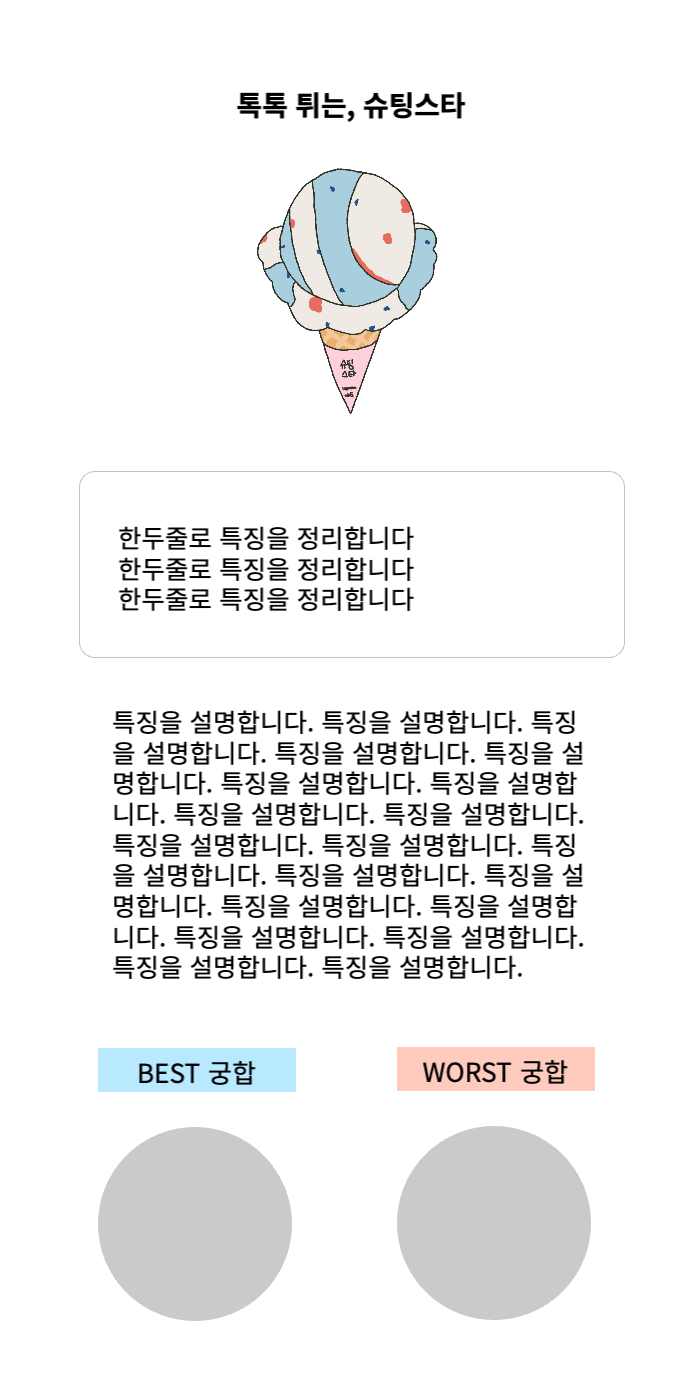 톡톡 튀는, 슈팅스타
슈팅
스타
한두줄로 특징을 정리합니다
한두줄로 특징을 정리합니다
한두줄로 특징을 정리합니다
특징을 설명합니다. 특징을 설명합니다. 특징
을 설명합니다. 특징을 설명합니다. 특징을 설
명합니다. 특징을 설명합니다. 특징을 설명합
니다. 특징을 설명합니다. 특징을 설명합니다.
특징을 설명합니다. 특징을 설명합니다. 특징
을 설명합니다. 특징을 설명합니다. 특징을 설
명합니다. 특징을 설명합니다. 특징을 설명합
니다. 특징을 설명합니다. 특징을 설명합니다.
특징을 설명합니다. 특징을 설명합니다.
BEST 궁합
WORST 궁합